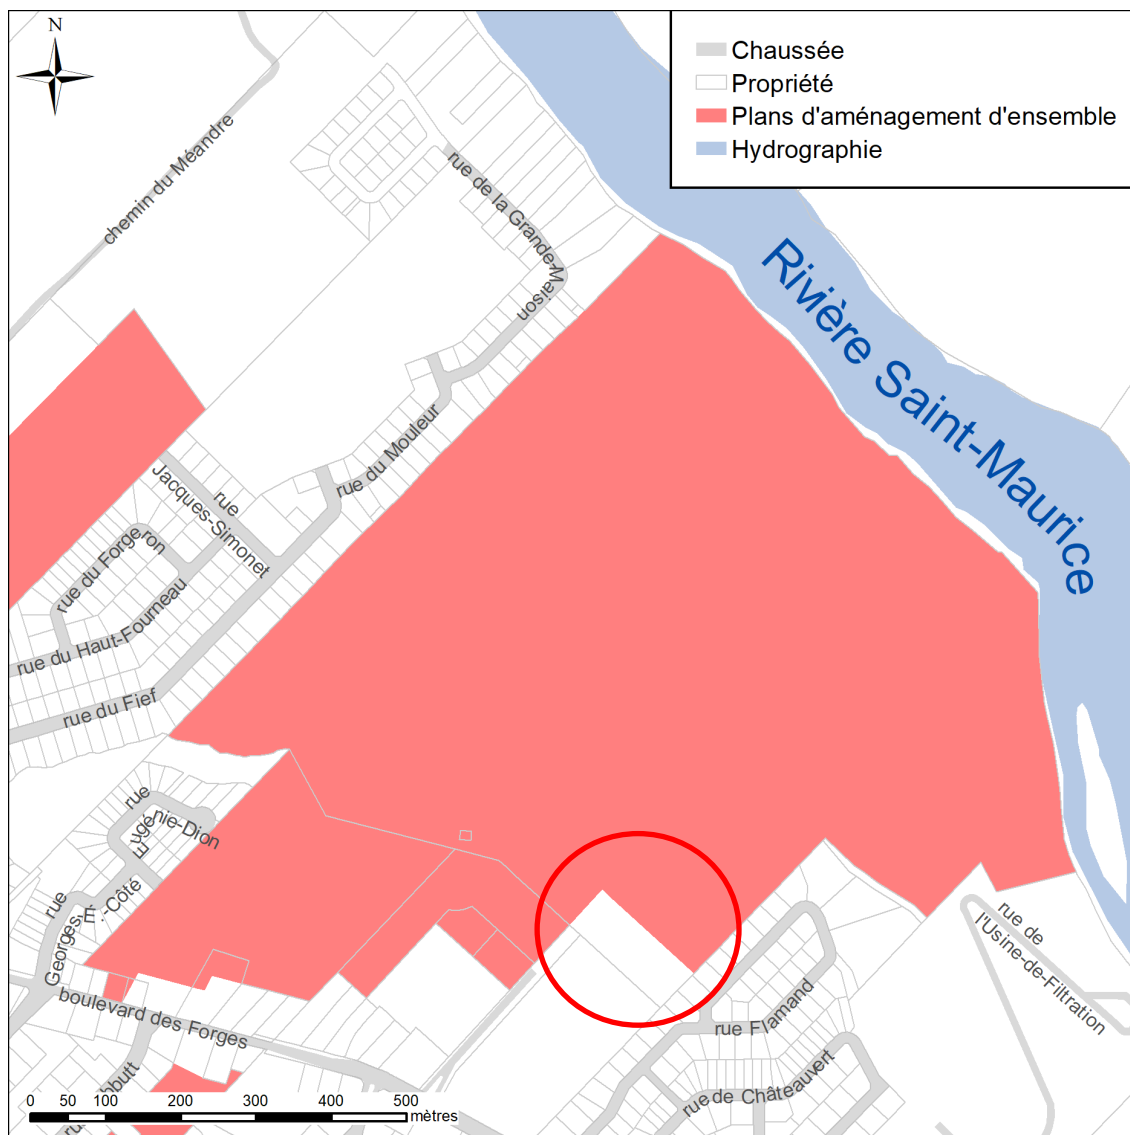 N
Chaussée
Propriété
Plans d'aménagement d'ensemble
Hydrographie
chemin du Méandre
rue de la Grande-Maison
Rivière Saint-Maurice
rue du Mouleur
rue
Jacques-Simonet
rue du Forgeron
rue du Haut-Fourneau
rue du Fief
rue
Eugénie-Dion
rue
Georges-
É.-Côté
boulevard des Forges
rue de
l'Usine-de-Filtration
rue Flamand
rue de Châteauvert
0 50 100 200 300 400 500
mètres